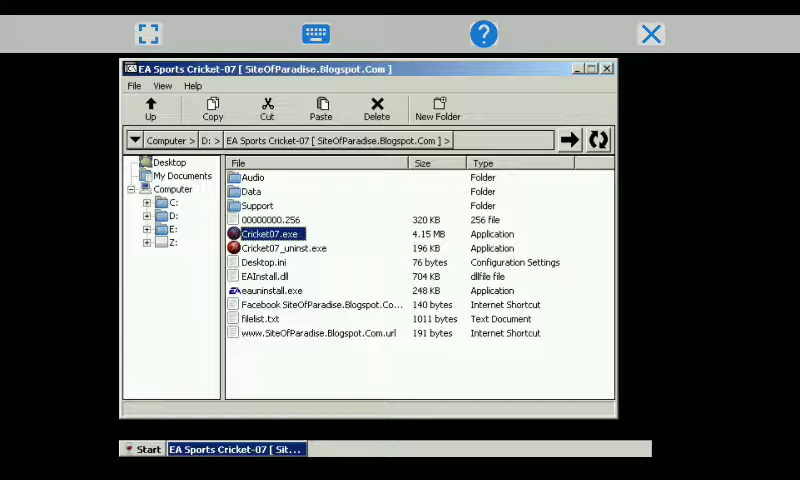 EA Sports Cricket-07 [ SiteOfParadise.Blogspot.Com ]
File View Help
Up Copy Cut Paste Delete New Folder
Computer > D: > EA Sports Cricket-07 [ SiteOfParadise.Blogspot.Com ] >
Desktop
My Documents
Computer
C:
D:
E:
Z:
File Size Type
Audio Folder
Data Folder
Support Folder
00000000.256 320 KB 256 file
Cricket07.exe 4.15 MB Application
Cricket07_uninst.exe 196 KB Application
Desktop.ini 76 bytes Configuration Settings
EAInstall.dll 704 KB dllfile file
eauninstall.exe 248 KB Application
Facebook SiteOfParadise.Blogspot.Co... 140 bytes Internet Shortcut
filelist.txt 1011 bytes Text Document
www.SiteOfParadise.Blogspot.Com.url 191 bytes Internet Shortcut
Start EA Sports Cricket-07 [ Sit...